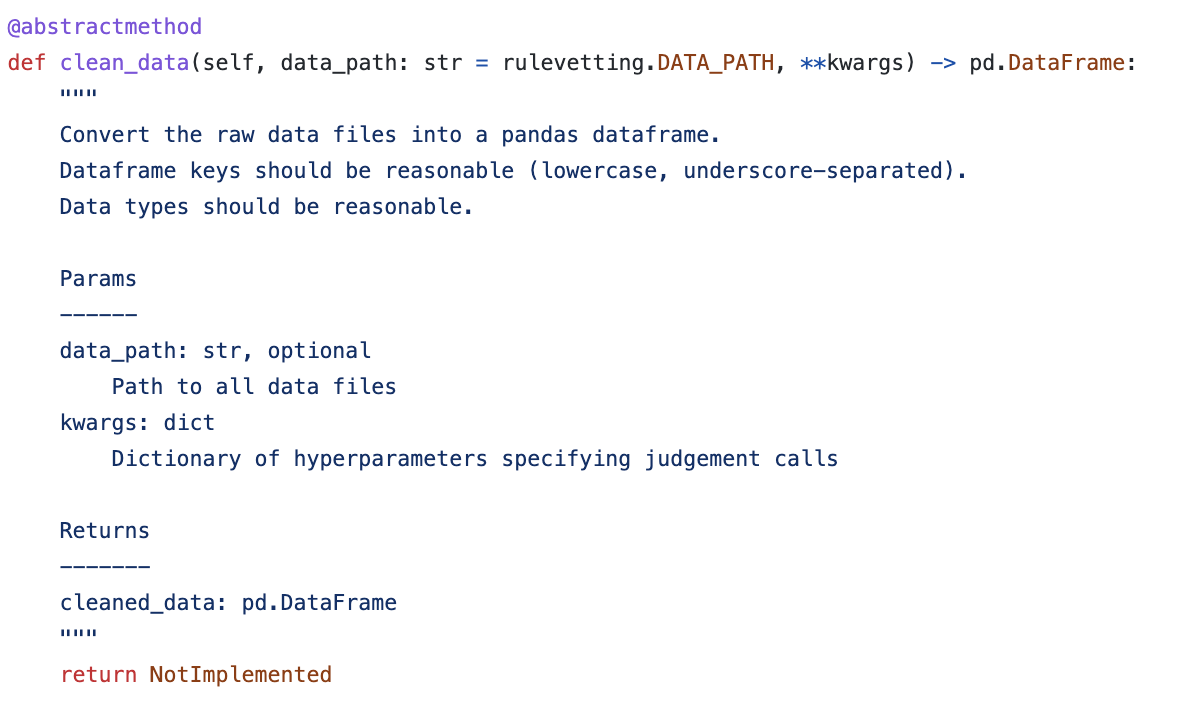 @abstractmethod
def clean_data(self, data_path: str = rulevetting.DATA_PATH, **kwargs) -> pd.DataFrame:
    """
    Convert the raw data files into a pandas dataframe.
    Dataframe keys should be reasonable (lowercase, underscore-separated).
    Data types should be reasonable.

    Params
    ------
    data_path: str, optional
        Path to all data files
    kwargs: dict
        Dictionary of hyperparameters specifying judgement calls

    Returns
    -------
    cleaned_data: pd.DataFrame
    """
    return NotImplemented